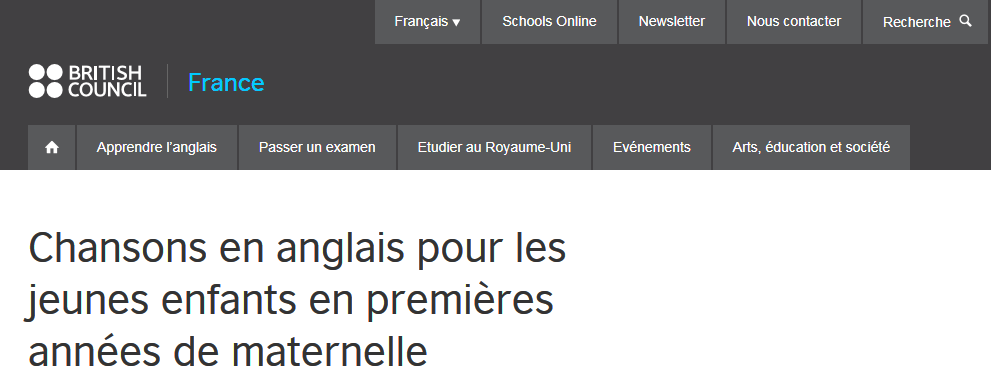 Français Schools Online Newsletter Nous contacter Recherche
BRITISH
COUNCIL
France
Apprendre l'anglais Passer un examen Etudier au Royaume-Uni Evénements Arts, éducation et société
Chansons en anglais pour les
jeunes enfants en premières
années de maternelle